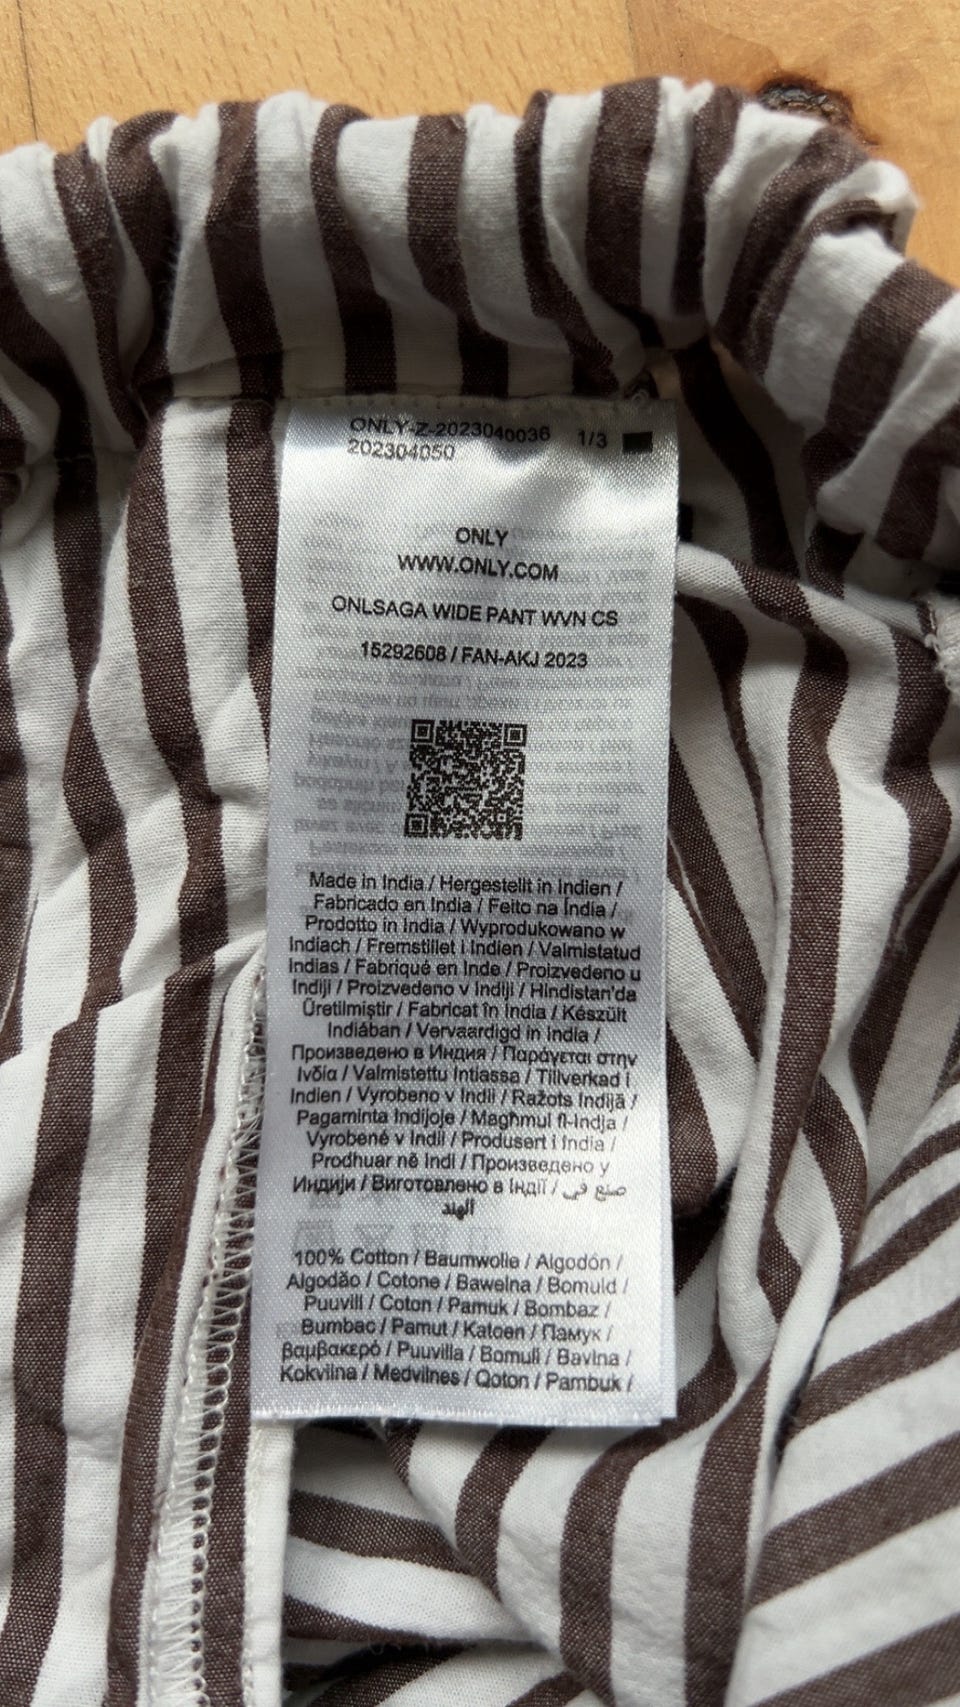 ONLY-Z-2023040036 1/3
202304050
ONLY
WWW.ONLY.COM
ONLSAGA WIDE PANT WVN CS
15292608 / FAN-AKJ 2023
Made in India / Hergestellt in Indien /
Fabricado en India / Feito na Índia /
Prodotto in India / Wyprodukowano w
Indiach / Fremstillet i Indien / Valmistatud
Indias / Fabriqué en Inde / Proizvedeno u
Indiji / Proizvedeno v Indiji / Hindistan'da
Üretilmiştir / Fabricat în India / Készült
Indiában / Vervaardigd in India /
Произведено в Индия / Παράγεται στην
Ινδία / Valmistettu Intiassa / Tillverkad i
Indien / Vyrobeno v Indii / Ražots Indijā /
Pagaminta Indijoje / Magħmul fl-Indja /
Vyrobené v Indii / Produsert i India /
Prodhuar në Indi / Произведено у
Индији / Виготовлено в Індії / صنع في
الهند
100% Cotton / Baumwolle / Algodón /
Algodão / Cotone / Bawełna / Bomuld /
Puuvill / Coton / Pamuk / Bombaž /
Bumbac / Pamut / Katoen / Памук /
βαμβακερό / Puuvilla / Bomull / Bavlna /
Kokvilna / Medvilnės / Qoton / Pambuk /